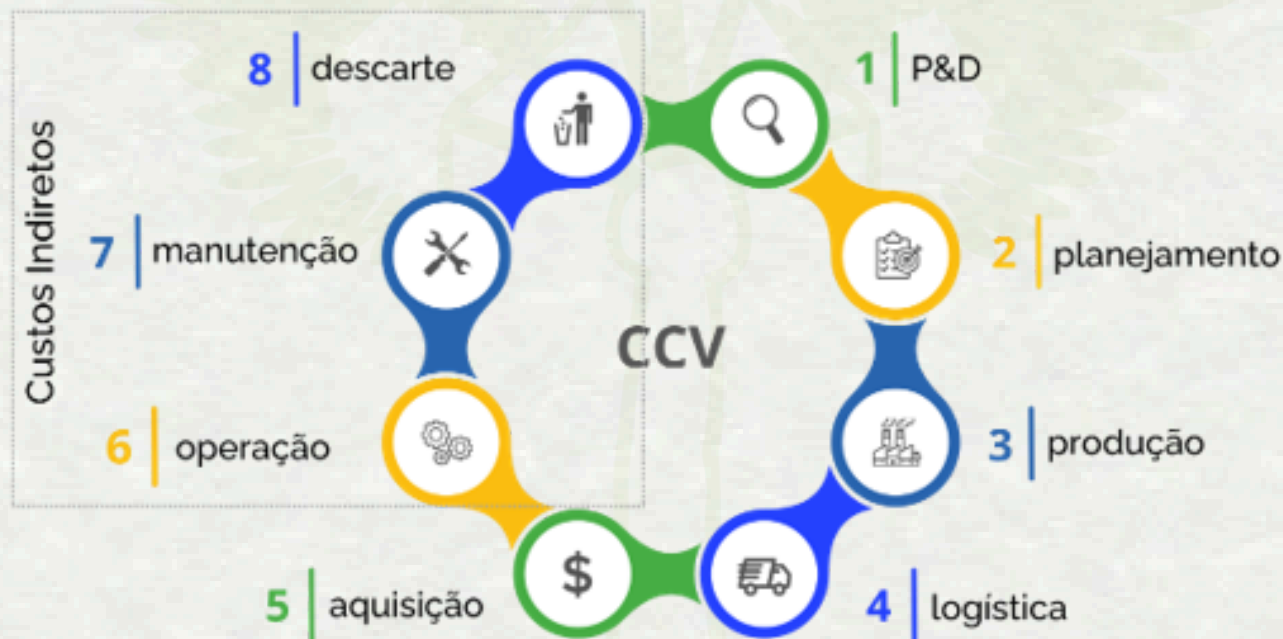 8 descarte
1 P&D
Custos Indiretos
7 manutenção
2 planejamento
CCV
6 operação
3 produção
$
5 aquisição
4 logística